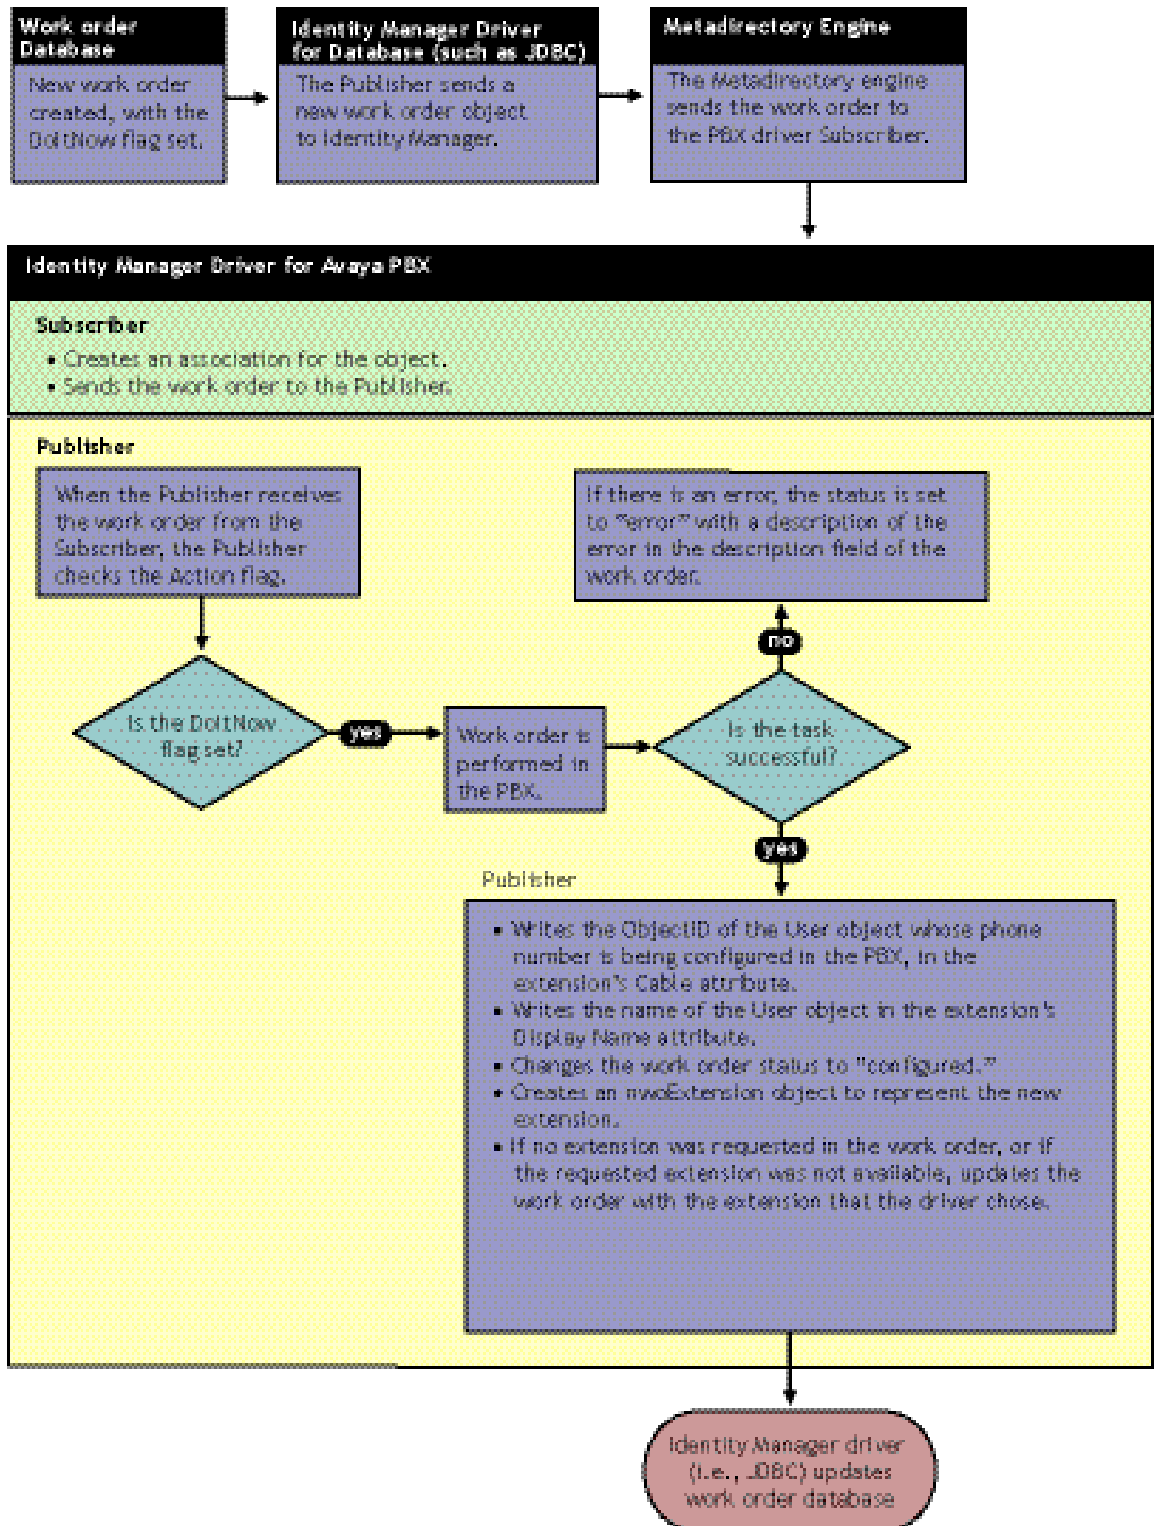 Work order
Database
New work order
created, with the
DoitNow flag set.
Identity Manager Driver
for Database (such as JDBC)
The Publisher sends a
new work order object
to Identity Manager.
Metadirectory Engine
The Metadirectory engine
sends the work order to
the PBX driver Subscriber.
Identity Manager Driver for Avaya PBX
Subscriber
• Creates an association for the object.
• Sends the work order to the Publisher.
Publisher
When the Publisher receives
the work order from the
Subscriber, the Publisher
checks the Action flag.
If there is an error, the status is set
to "error" with a description of the
error in the description field of the
work order.
no
Is the DoitNow
flag set?
yes
Work order is
performed in
the PBX.
Is the task
successful?
yes
Publisher
• Writes the ObjectID of the User object whose phone
number is being configured in the PBX, in the
extension's Cable attribute.
• Writes the name of the User object in the extension's
Display Name attribute.
• Changes the work order status to "configured."
• Creates an nwoExtension object to represent the new
extension.
• If no extension was requested in the work order, or if
the requested extension was not available, updates the
work order with the extension that the driver chose.
Identity Manager driver
(i.e., JDBC) updates
work order database